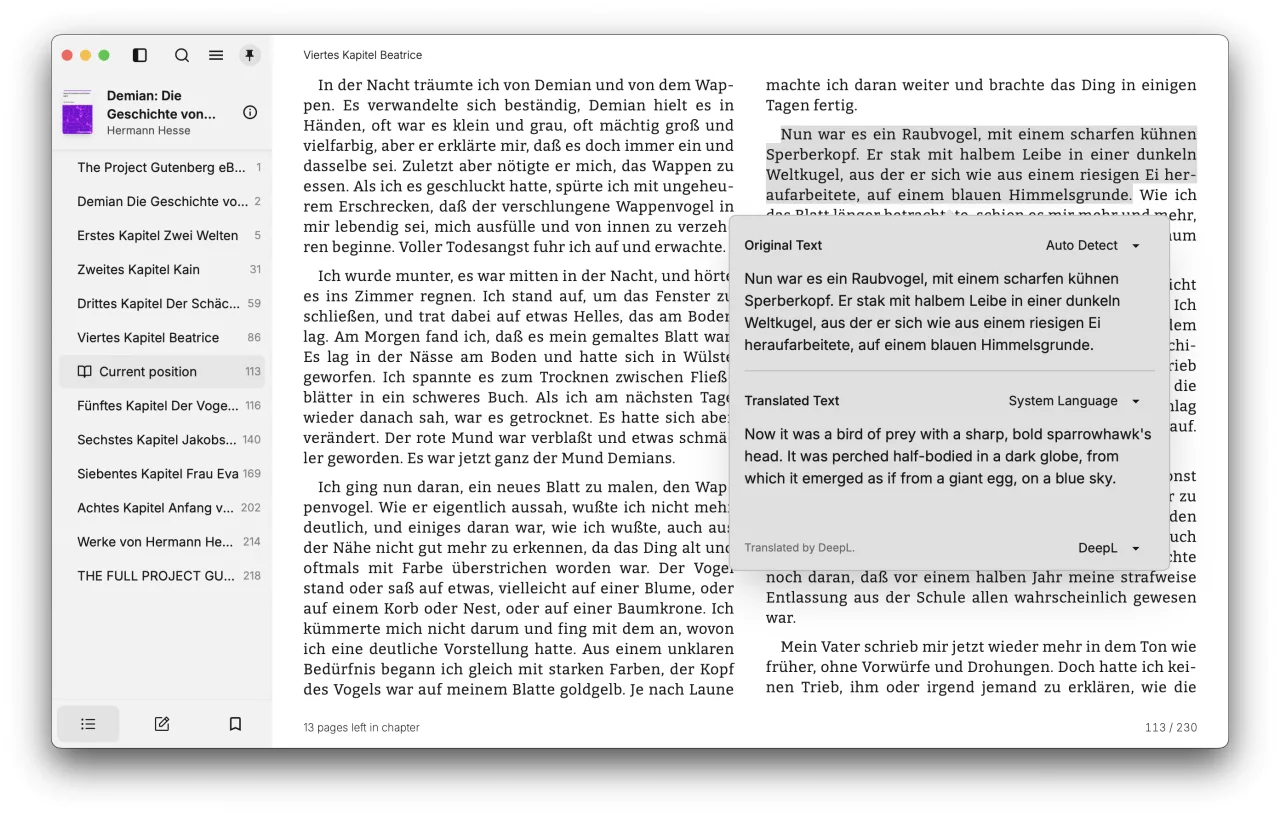 Demian: Die
Geschichte von...
Hermann Hesse
The Project Gutenberg eB... 1
Demian Die Geschichte vo... 2
Erstes Kapitel Zwei Welten 5
Zweites Kapitel Kain 31
Drittes Kapitel Der Schäc... 59
Viertes Kapitel Beatrice 86
Current position 113
Fünftes Kapitel Der Voge... 116
Sechstes Kapitel Jakobs... 140
Siebentes Kapitel Frau Eva 169
Achtes Kapitel Anfang v... 202
Werke von Hermann He... 214
THE FULL PROJECT GU... 218
Viertes Kapitel Beatrice
In der Nacht träumte ich von Demian und von dem Wap-
pen. Es verwandelte sich beständig, Demian hielt es in
Händen, oft war es klein und grau, oft mächtig groß und
vielfarbig, aber er erklärte mir, daß es doch immer ein und
dasselbe sei. Zuletzt aber nötigte er mich, das Wappen zu
essen. Als ich es geschluckt hatte, spürte ich mit ungeheu-
rem Erschrecken, daß der verschlungene Wappenvogel in
mir lebendig sei, mich ausfülle und von innen zu verzeh-
ren beginne. Voller Todesangst fuhr ich auf und erwachte.
Ich wurde munter, es war mitten in der Nacht, und hörte
es ins Zimmer regnen. Ich stand auf, um das Fenster zu
schließen, und trat dabei auf etwas Helles, das am Boden
lag. Am Morgen fand ich, daß es mein gemaltes Blatt war.
Es lag in der Nässe am Boden und hatte sich in Wülste
geworfen. Ich spannte es zum Trocknen zwischen Fließ-
blätter in ein schweres Buch. Als ich am nächsten Tage
wieder danach sah, war es getrocknet. Es hatte sich aber
verändert. Der rote Mund war verblaßt und etwas schmä-
ler geworden. Es war jetzt ganz der Mund Demians.
Ich ging nun daran, ein neues Blatt zu malen, den Wap-
penvogel. Wie er eigentlich aussah, wußte ich nicht mehr
deutlich, und einiges daran war, wie ich wußte, auch aus
der Nähe nicht gut mehr zu erkennen, da das Ding alt und
oftmals mit Farbe überstrichen worden war. Der Vogel
stand oder saß auf etwas, vielleicht auf einer Blume, oder
auf einem Korb oder Nest, oder auf einer Baumkrone. Ich
kümmerte mich nicht darum und fing mit dem an, wovon
ich eine deutliche Vorstellung hatte. Aus einem unklaren
Bedürfnis begann ich gleich mit starken Farben, der Kopf
des Vogels war auf meinem Blatte goldgelb. Je nach Laune
machte ich daran weiter und brachte das Ding in einigen
Tagen fertig.
Nun war es ein Raubvogel, mit einem scharfen kühnen
Sperberkopf. Er stak mit halbem Leibe in einer dunkeln
Weltkugel, aus der er sich wie aus einem riesigen Ei her-
aufarbeitete, auf einem blauen Himmelsgrunde. Wie ich
das Blatt länger betrachtete, schien es mir mehr und mehr,
Original Text
Auto Detect
Nun war es ein Raubvogel, mit einem scharfen kühnen
Sperberkopf. Er stak mit halbem Leibe in einer dunkeln
Weltkugel, aus der er sich wie aus einem riesigen Ei
heraufarbeitete, auf einem blauen Himmelsgrunde.
Translated Text
System Language
Now it was a bird of prey with a sharp, bold sparrowhawk's
head. It was perched half-bodied in a dark globe, from
which it emerged as if from a giant egg, on a blue sky.
Translated by DeepL.
DeepL
Ich
die
auf.
zu
noch daran, daß vor einem halben Jahr meine strafweise
Entlassung aus der Schule allen wahrscheinlich gewesen
war.
Mein Vater schrieb mir jetzt wieder mehr in dem Ton wie
früher, ohne Vorwürfe und Drohungen. Doch hatte ich kei-
nen Trieb, ihm oder irgend jemand zu erklären, wie die
13 pages left in chapter
113 / 230